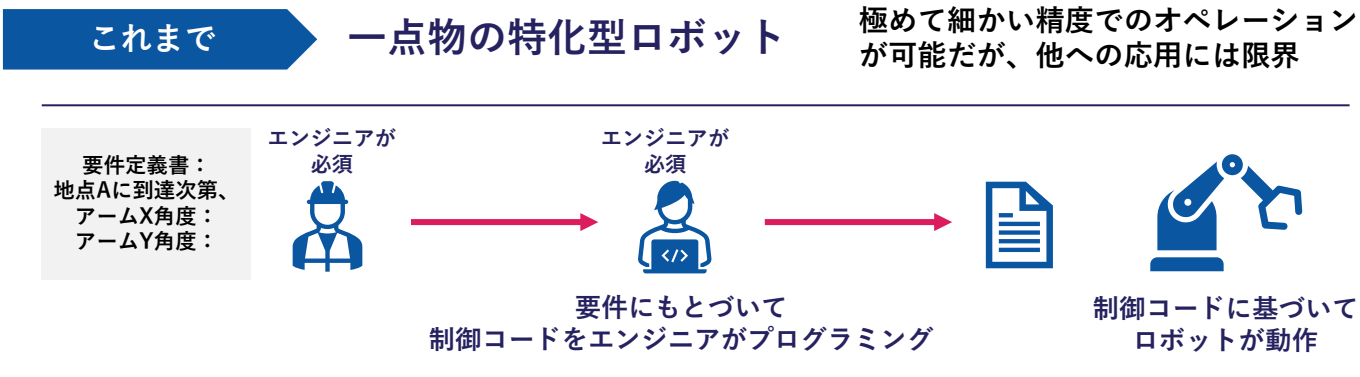 これまで
一点物の特化型ロボット
極めて細かい精度でのオペレーション
が可能だが、他への応用には限界
要件定義書：
地点Aに到達次第、
アームX角度：
アームY角度：
エンジニアが
必須
エンジニアが
必須
</>
要件にもとづいて
制御コードをエンジニアがプログラミング
制御コードに基づいて
ロボットが動作